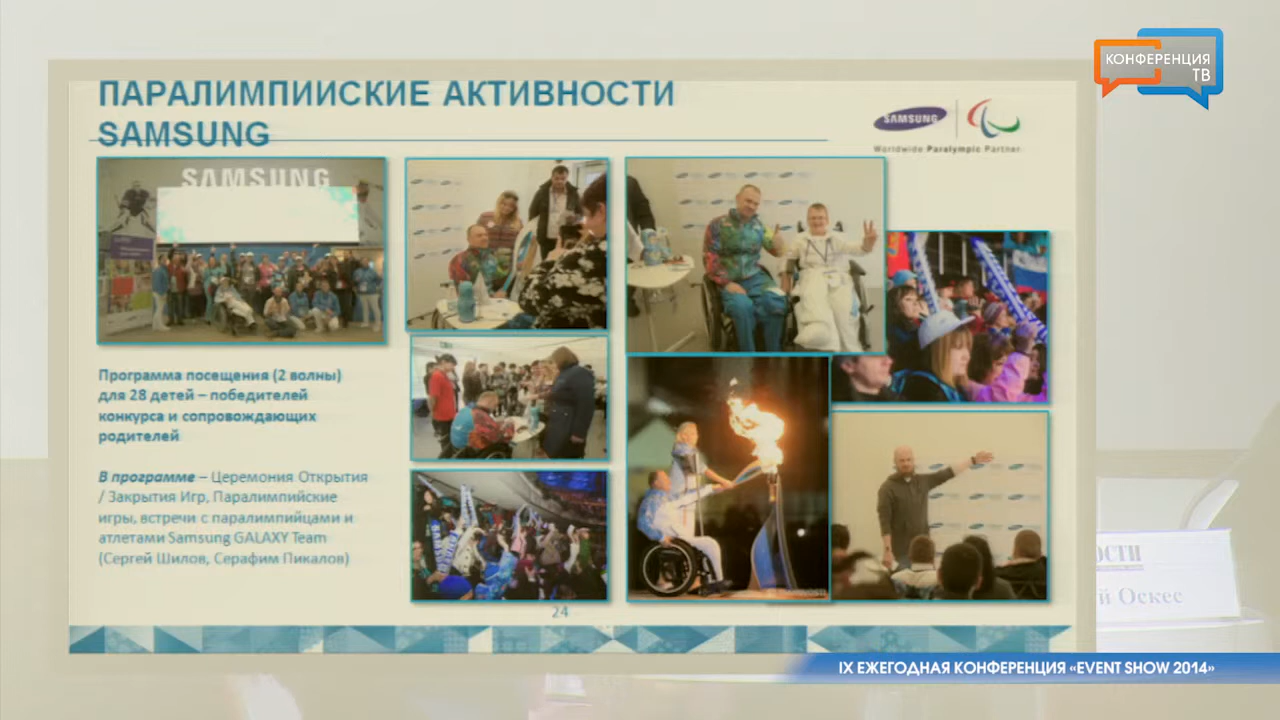 КОНФЕРЕНЦИЯ
ТВ
ПАРАЛИМПИЙСКИЕ АКТИВНОСТИ
SAMSUNG
SAMSUNG
Worldwide Paralympic Partner
SAMSUNG
Программа посещения (2 волны)
для 28 детей – победителей
конкурса и сопровождающих
родителей
В программе – Церемония Открытия
/ Закрытия Игр, Паралимпийские
игры, встречи с паралимпийцами и
атлетами Samsung GALAXY Team
(Сергей Шилов, Серафим Пикалов)
24
Оскес
IX ЕЖЕГОДНАЯ КОНФЕРЕНЦИЯ «EVENT SHOW 2014»